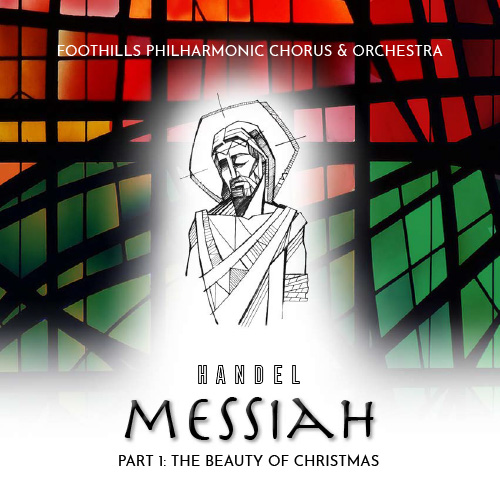 FOOTHILLS PHILHARMONIC CHORUS & ORCHESTRA
HANDEL
MESSIAH
PART 1: THE BEAUTY OF CHRISTMAS